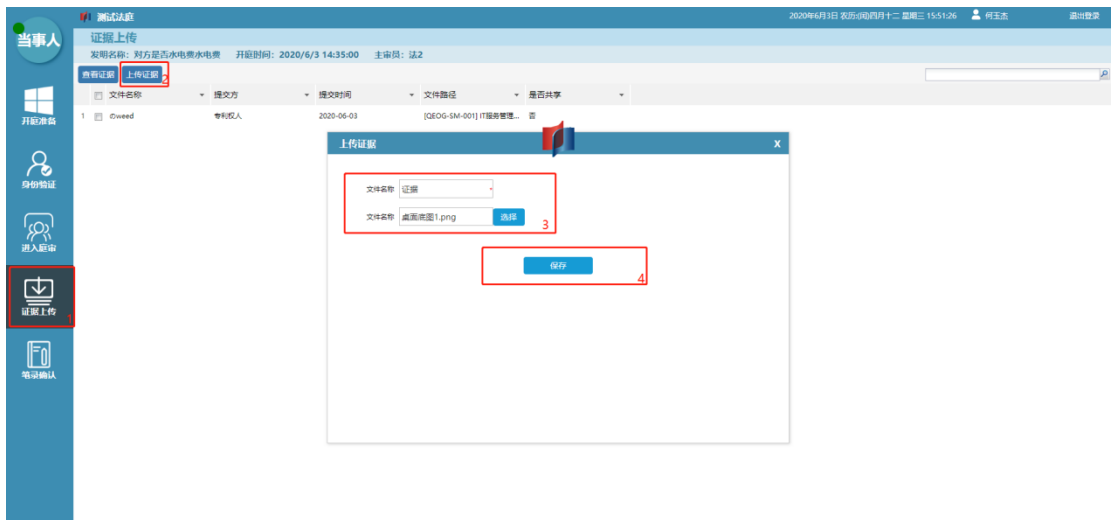 测试法庭 2020年6月3日 农历(闰)四月十二 星期三 15:51:26 何玉杰 退出登录
当事人
证据上传
发明名称：对方是否水电费水电费 开庭时间：2020/6/3 14:35:00 主审员：法2
查看证据 上传证据 2
文件名称 提交方 提交时间 文件路径 是否共享
1 のweed 专利权人 2020-06-03 [QEOG-SM-001] IT服务管理... 否
开庭准备
身份验证
进入庭审
证据上传 1
笔录确认
上传证据 X
文件名称 证据 *
文件名称 桌面底图1.png 选择 3
保存 4